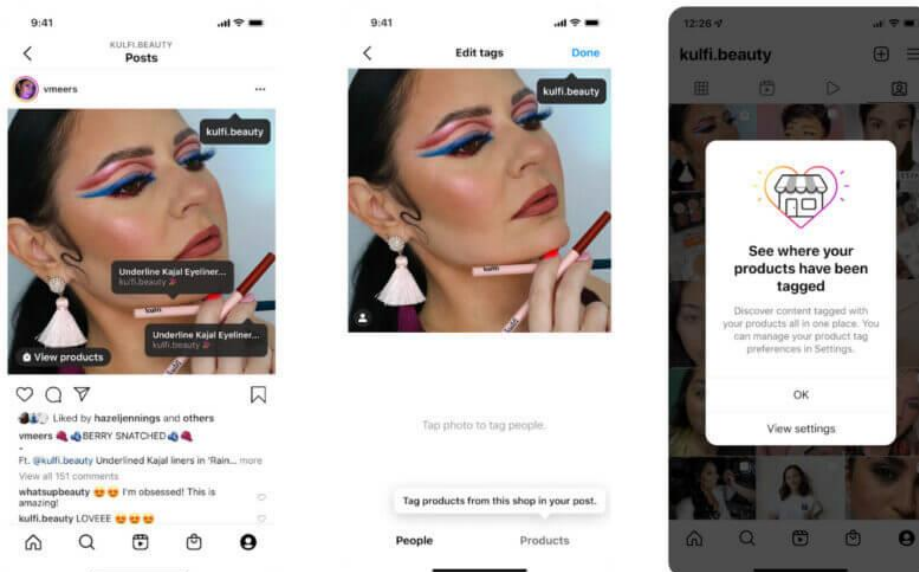 9:41
KULFI.BEAUTY
Posts
vmeers
kulfi.beauty
Underline Kajal Eyeliner...
kulfi.beauty
Underline Kajal Eyeliner...
kulfi.beauty
kulfi
kulfi
View products
Liked by hazeljennings and others
vmeers 🍇💦BERRY SNATCHED💦🍇
-
Ft. @kulfi.beauty Underlined Kajal liners in 'Rain... more
View all 151 comments
whatsupbeauty 😍😍 I'm obsessed! This is
amazing!
kulfi.beauty LOVEEE 😍😍😍
9:41
Edit tags
Done
kulfi.beauty
kulfi
kulfi
Tap photo to tag people.
Tag products from this shop in your post.
People
Products
12:26
kulfi.beauty
See where your
products have been
tagged
Discover content tagged with
your products all in one place. You
can manage your product tag
preferences in Settings.
OK
View settings